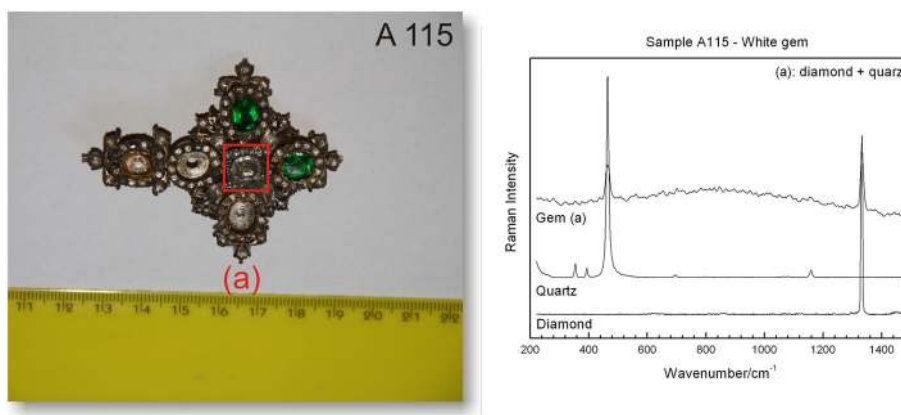 A 115
(a)
11 12 13 14 15 16 17 18 19 20 21 22
Sample A115 - White gem
(a): diamond + quartz
Raman Intensity
Gem (a)
Quartz
Diamond
200 400 600 800 1000 1200 1400
Wavenumber/cm-1